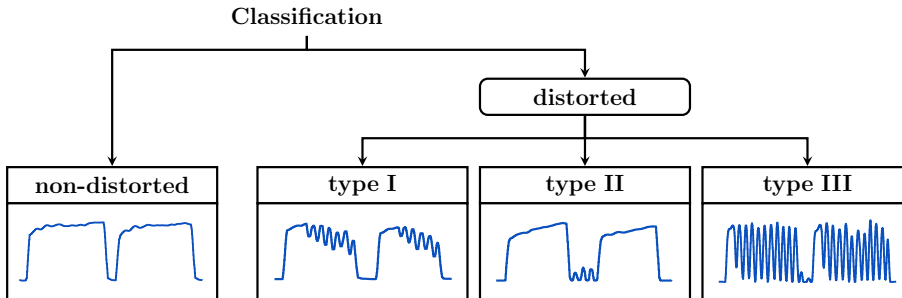 Classification
distorted
non-distorted
type I
type II
type III